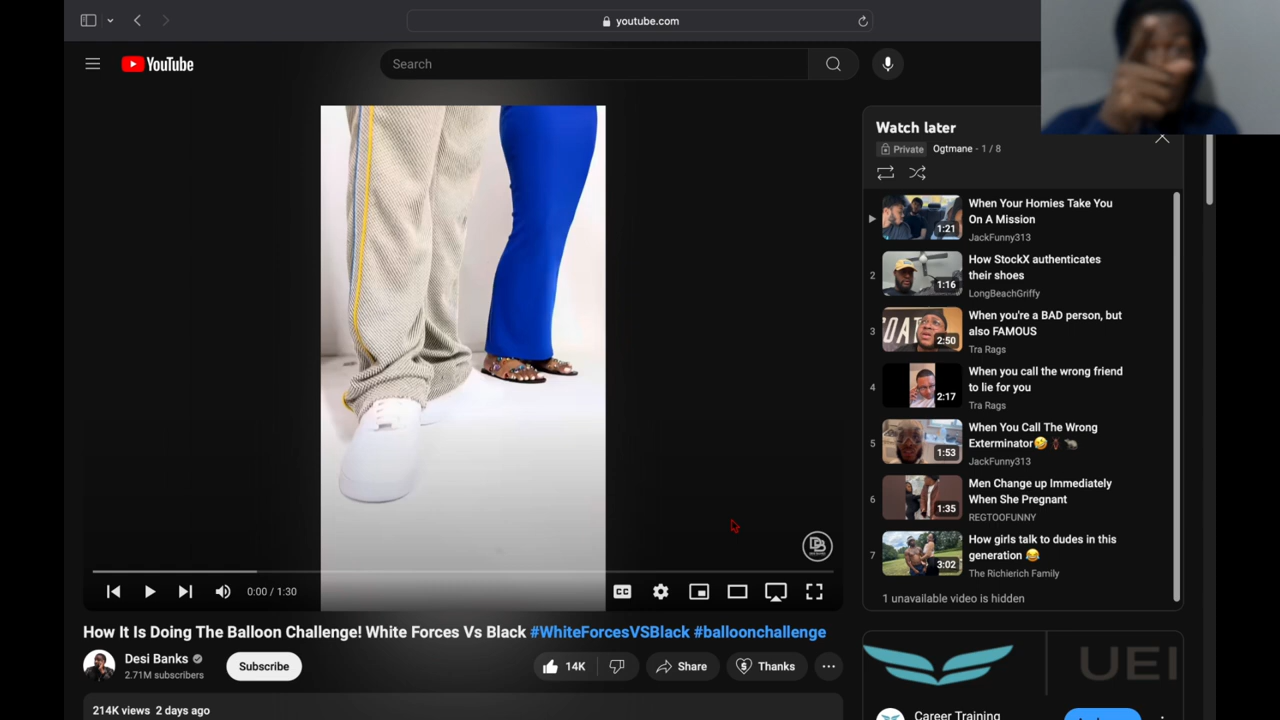 youtube.com
YouTube
Search
Watch later
Private Ogtmane - 1 / 8
When Your Homies Take You
On A Mission
JackFunny313
1:21
2
How StockX authenticates
their shoes
LongBeachGriffy
1:16
3
When you're a BAD person, but
also FAMOUS
Tra Rags
2:50
4
When you call the wrong friend
to lie for you
Tra Rags
2:17
5
When You Call The Wrong
Exterminator🤣🪳🐀
JackFunny313
1:53
6
Men Change up Immediately
When She Pregnant
REGTOOFUNNY
1:35
7
How girls talk to dudes in this
generation 😂
The Richierich Family
3:02
1 unavailable video is hidden
0:00 / 1:30
CC
How It Is Doing The Balloon Challenge! White Forces Vs Black #WhiteForcesVSBlack #balloonchallenge
Desi Banks
2.71M subscribers
Subscribe
14K
Share
Thanks
214K views 2 days ago
UEI
Career Training